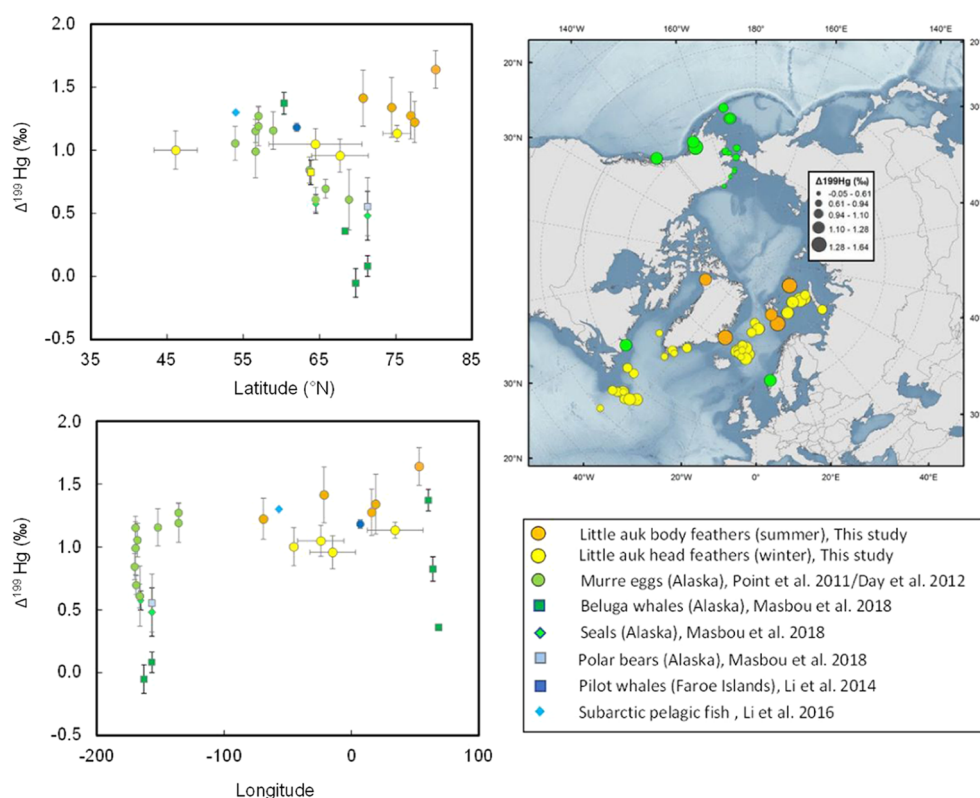 2.0
1.5
1.0
0.5
0.0
-0.5
Δ¹⁹⁹ Hg (‰)
35 45 55 65 75 85
Latitude (°N)
140°W 160°W 180° 160°E
20°N
30°N
30°N
20°N
Δ199Hg (‰)
-0.05 - 0.61
0.61 - 0.94
0.94 - 1.10
1.10 - 1.28
1.28 - 1.64
40°W 20°W 0° 20°E 40°E
2.0
1.5
1.0
0.5
0.0
-0.5
Δ¹⁹⁹ Hg (‰)
-200 -100 0 100
Longitude
Little auk body feathers (summer), This study
Little auk head feathers (winter), This study
Murre eggs (Alaska), Point et al. 2011/Day et al. 2012
Beluga whales (Alaska), Masbou et al. 2018
Seals (Alaska), Masbou et al. 2018
Polar bears (Alaska), Masbou et al. 2018
Pilot whales (Faroe Islands), Li et al. 2014
Subarctic pelagic fish , Li et al. 2016